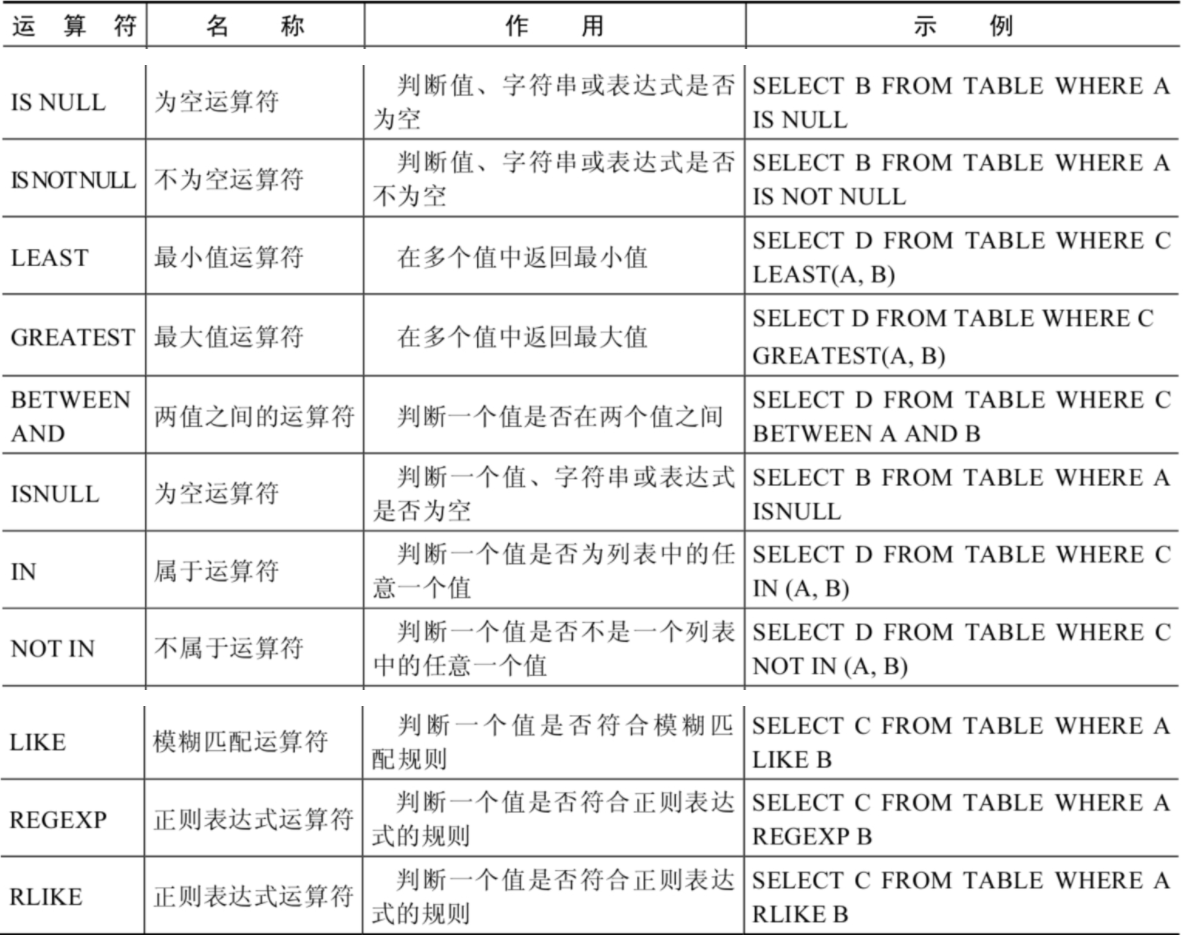 运算符 名称 作用 示例
IS NULL 为空运算符 判断值、字符串或表达式是否 SELECT B FROM TABLE WHERE A
为空 IS NULL
IS NOT NULL 不为空运算符 判断值、字符串或表达式是否 SELECT B FROM TABLE WHERE A
不为空 IS NOT NULL
LEAST 最小值运算符 在多个值中返回最小值 SELECT D FROM TABLE WHERE C
LEAST(A, B)
GREATEST 最大值运算符 在多个值中返回最大值 SELECT D FROM TABLE WHERE C
GREATEST(A, B)
BETWEEN 两值之间的运算符 判断一个值是否在两个值之间 SELECT D FROM TABLE WHERE C
AND BETWEEN A AND B
ISNULL 为空运算符 判断一个值、字符串或表达式 SELECT B FROM TABLE WHERE A
是否为空 ISNULL
IN 属于运算符 判断一个值是否为列表中的任 SELECT D FROM TABLE WHERE C
意一个值 IN (A, B)
NOT IN 不属于运算符 判断一个值是否不是一个列表 SELECT D FROM TABLE WHERE C
中的任意一个值 NOT IN (A, B)
LIKE 模糊匹配运算符 判断一个值是否符合模糊匹 SELECT C FROM TABLE WHERE A
配规则 LIKE B
REGEXP 正则表达式运算符 判断一个值是否符合正则表达 SELECT C FROM TABLE WHERE A
式的规则 REGEXP B
RLIKE 正则表达式运算符 判断一个值是否符合正则表达 SELECT C FROM TABLE WHERE A
式的规则 RLIKE B